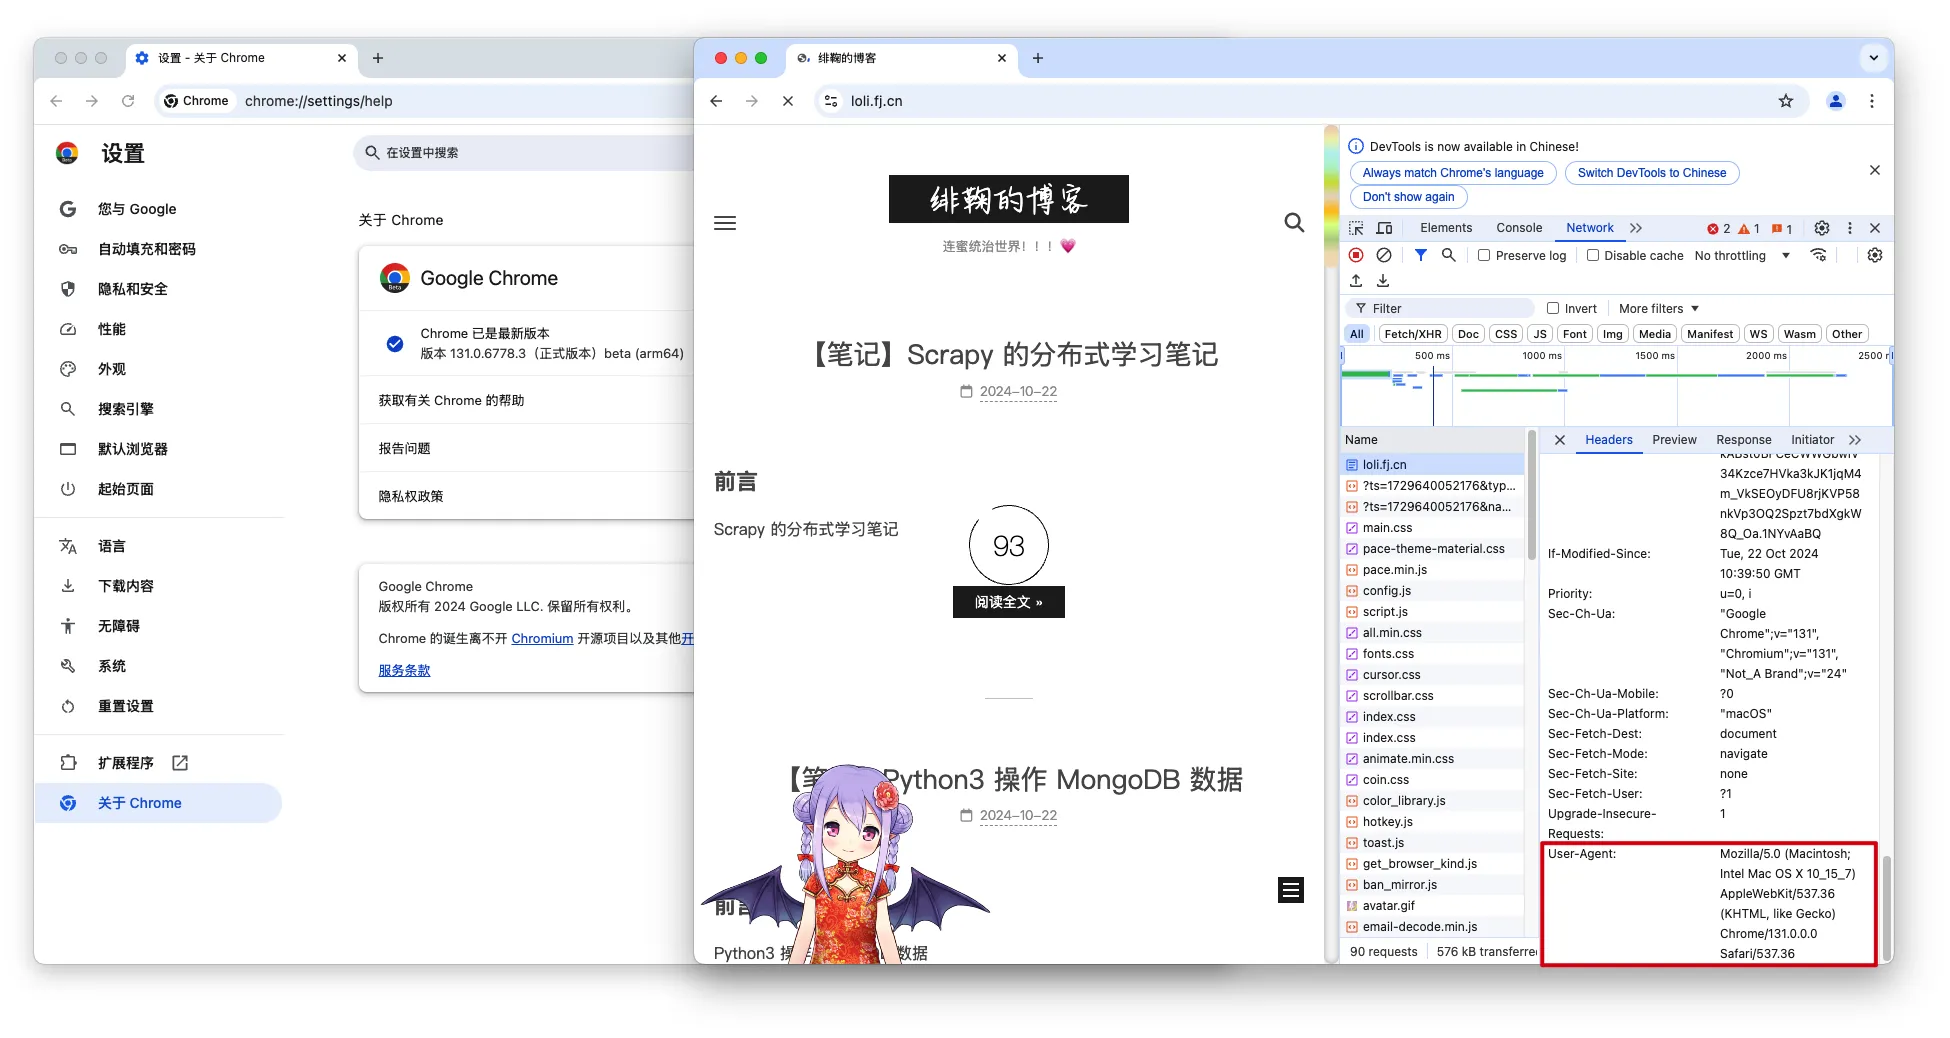 设置 - 关于 Chrome
Chrome
chrome://settings/help
设置
在设置中搜索
您与 Google
自动填充和密码
隐私和安全
性能
外观
搜索引擎
默认浏览器
起始页面
语言
下载内容
无障碍
系统
重置设置
扩展程序
关于 Chrome
关于 Chrome
Google Chrome
Chrome 已是最新版本
版本 131.0.6778.3（正式版本）beta (arm64)
获取有关 Chrome 的帮助
报告问题
隐私权政策
Google Chrome
版权所有 2024 Google LLC. 保留所有权利。
Chrome 的诞生离不开 Chromium 开源项目以及其他开
服务条款
绯鞠的博客
loli.fj.cn
绯鞠的博客
连蜜统治世界！！！💗
【笔记】Scrapy 的分布式学习笔记
2024-10-22
前言
Scrapy 的分布式学习笔记
93
阅读全文 »
【笔 Python3 操作 MongoDB 数据
2024-10-22
前言
Python3 操 数据
DevTools is now available in Chinese!
Always match Chrome's language
Switch DevTools to Chinese
Don't show again
Elements
Console
Network
2
1
1
Preserve log
Disable cache
No throttling
Filter
Invert
More filters
All
Fetch/XHR
Doc
CSS
JS
Font
Img
Media
Manifest
WS
Wasm
Other
500 ms
1000 ms
1500 ms
2000 ms
2500
Name
loli.fj.cn
?ts=1729640052176&typ...
?ts=1729640052176&na...
main.css
pace-theme-material.css
pace.min.js
config.js
script.js
all.min.css
fonts.css
cursor.css
scrollbar.css
index.css
index.css
animate.min.css
coin.css
color_library.js
hotkey.js
toast.js
get_browser_kind.js
ban_mirror.js
avatar.gif
email-decode.min.js
90 requests
576 kB transferre
Headers
Preview
Response
Initiator
34Kzce7HVka3kJK1jqM4
m_VkSEOyDFU8rjKVP58
nkVp3OQ2Spzt7bdXgkW
8Q_Oa.1NYvAaBQ
If-Modified-Since:
Tue, 22 Oct 2024
10:39:50 GMT
Priority:
u=0, i
Sec-Ch-Ua:
"Google
Chrome";v="131",
"Chromium";v="131",
"Not_A Brand";v="24"
Sec-Ch-Ua-Mobile:
?0
Sec-Ch-Ua-Platform:
"macOS"
Sec-Fetch-Dest:
document
Sec-Fetch-Mode:
navigate
Sec-Fetch-Site:
none
Sec-Fetch-User:
?1
Upgrade-Insecure-
Requests:
1
User-Agent:
Mozilla/5.0 (Macintosh;
Intel Mac OS X 10_15_7)
AppleWebKit/537.36
(KHTML, like Gecko)
Chrome/131.0.0.0
Safari/537.36